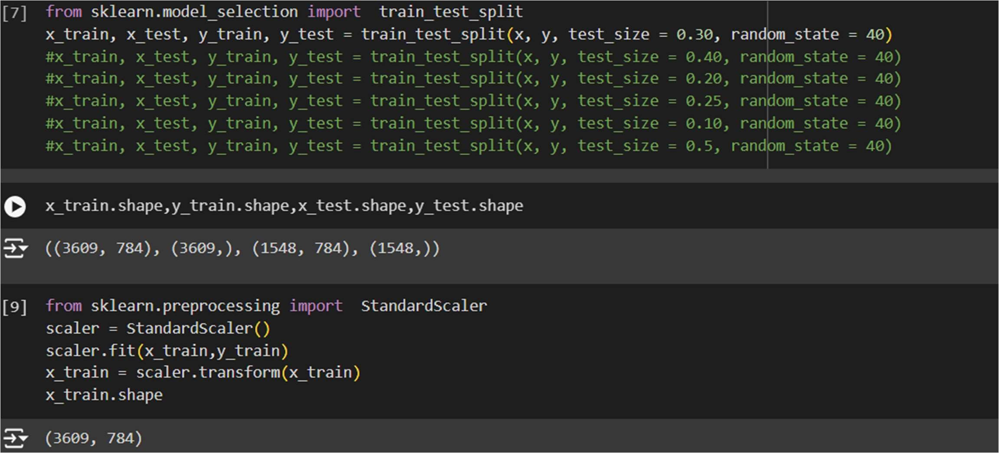 [7] from sklearn.model_selection import  train_test_split
x_train, x_test, y_train, y_test = train_test_split(x, y, test_size = 0.30, random_state = 40)
#x_train, x_test, y_train, y_test = train_test_split(x, y, test_size = 0.40, random_state = 40)
#x_train, x_test, y_train, y_test = train_test_split(x, y, test_size = 0.20, random_state = 40)
#x_train, x_test, y_train, y_test = train_test_split(x, y, test_size = 0.25, random_state = 40)
#x_train, x_test, y_train, y_test = train_test_split(x, y, test_size = 0.10, random_state = 40)
#x_train, x_test, y_train, y_test = train_test_split(x, y, test_size = 0.5, random_state = 40)
x_train.shape,y_train.shape,x_test.shape,y_test.shape
((3609, 784), (3609,), (1548, 784), (1548,))
[9] from sklearn.preprocessing import  StandardScaler
scaler = StandardScaler()
scaler.fit(x_train,y_train)
x_train = scaler.transform(x_train)
x_train.shape
(3609, 784)